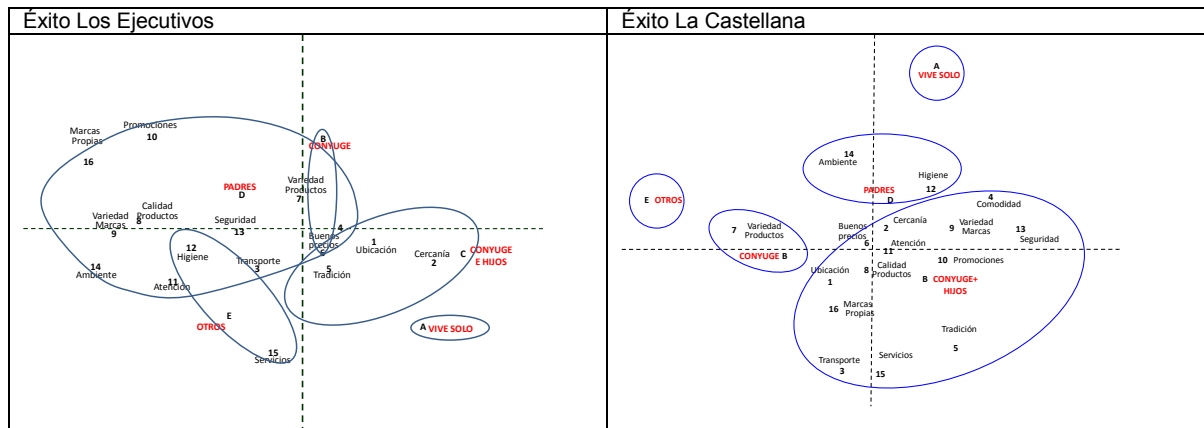 Éxito Los Ejecutivos
Promociones
10
Marcas
Propias
16
B
CONYUGE
PADRES
D
Variedad
Productos
7
Calidad
Productos
8
Variedad
Marcas
9
Seguridad
13
4
Buenos
precios
6
1
Ubicación
Cercanía
2
C CONYUGE
E HIJOS
12
Higiene
Transporte
3
5
Tradición
14
Ambiente
11
Atención
E
OTROS
A VIVE SOLO
15
Servicios
Éxito La Castellana
A
VIVE SOLO
14
Ambiente
Higiene
12
PADRES
D
E OTROS
4
Comodidad
7
Variedad
Productos
CONYUGE B
Buenos
precios
6
Cercanía
2
Variedad
Marcas
9
13
Seguridad
Atención
11
10 Promociones
Ubicación
1
8
Calidad
Productos
B CONYUGE+
HIJOS
16
Marcas
Propias
Tradición
5
Transporte
3
Servicios
15